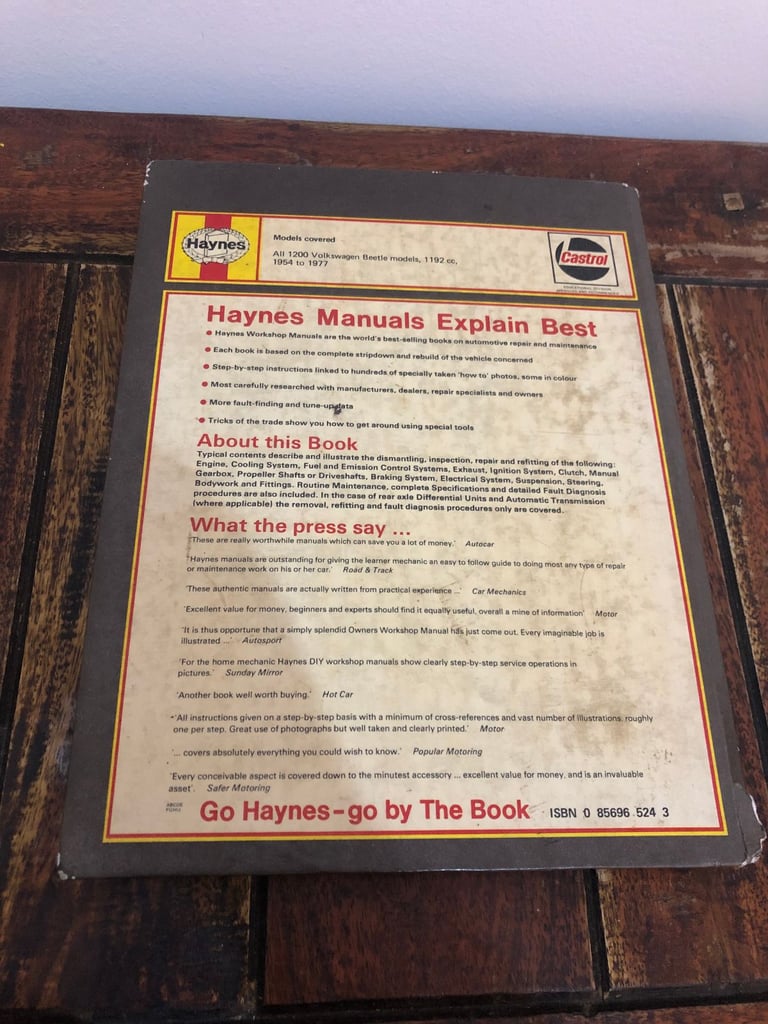 Haynes
Models covered
All 1200 Volkswagen Beetle models, 1192 cc,
1954 to 1977
Castrol
Haynes Manuals Explain Best
Haynes Workshop Manuals are the world's best-selling books on automotive repair and maintenance
Each book is based on the complete stripdown and rebuild of the vehicle concerned
Step-by-step instructions linked to hundreds of specially taken 'how to' photos, some in colour
Most carefully researched with manufacturers, dealers, repair specialists and owners
More fault-finding and tune-up data
Tricks of the trade show you how to get around using special tools
About this Book
Typical contents describe and illustrate the dismantling, inspection, repair and refitting of the following:
Engine, Cooling System, Fuel and Emission Control Systems, Exhaust, Ignition System, Clutch, Manual
Gearbox, Propeller Shafts or Driveshafts, Braking System, Electrical System, Suspension, Steering,
Bodywork and Fittings. Routine Maintenance, complete Specifications and detailed Fault Diagnosis
procedures are also included. In the case of rear axle Differential Units and Automatic Transmission
(where applicable) the removal, refitting and fault diagnosis procedures only are covered.
What the press say ...
'These are really worthwhile manuals which can save you a lot of money.' Autocar
'Haynes manuals are outstanding for giving the learner mechanic an easy to follow guide to doing most any type of repair
or maintenance work on his or her car.' Road & Track
'These authentic manuals are actually written from practical experience ...' Car Mechanics
'Excellent value for money, beginners and experts should find it equally useful, overall a mine of information' Motor
'It is thus opportune that a simply splendid Owners Workshop Manual has just come out. Every imaginable job is
illustrated ...' Autosport
'For the home mechanic Haynes DIY workshop manuals show clearly step-by-step service operations in
pictures.' Sunday Mirror
'Another book well worth buying.' Hot Car
'All instructions given on a step-by-step basis with a minimum of cross-references and vast number of illustrations, roughly
one per step. Great use of photographs but well taken and clearly printed.' Motor
'... covers absolutely everything you could wish to know.' Popular Motoring
'Every conceivable aspect is covered down to the minutest accessory ... excellent value for money, and is an invaluable
asset'. Safer Motoring
Go Haynes-go by The Book ISBN 0 85696 524 3